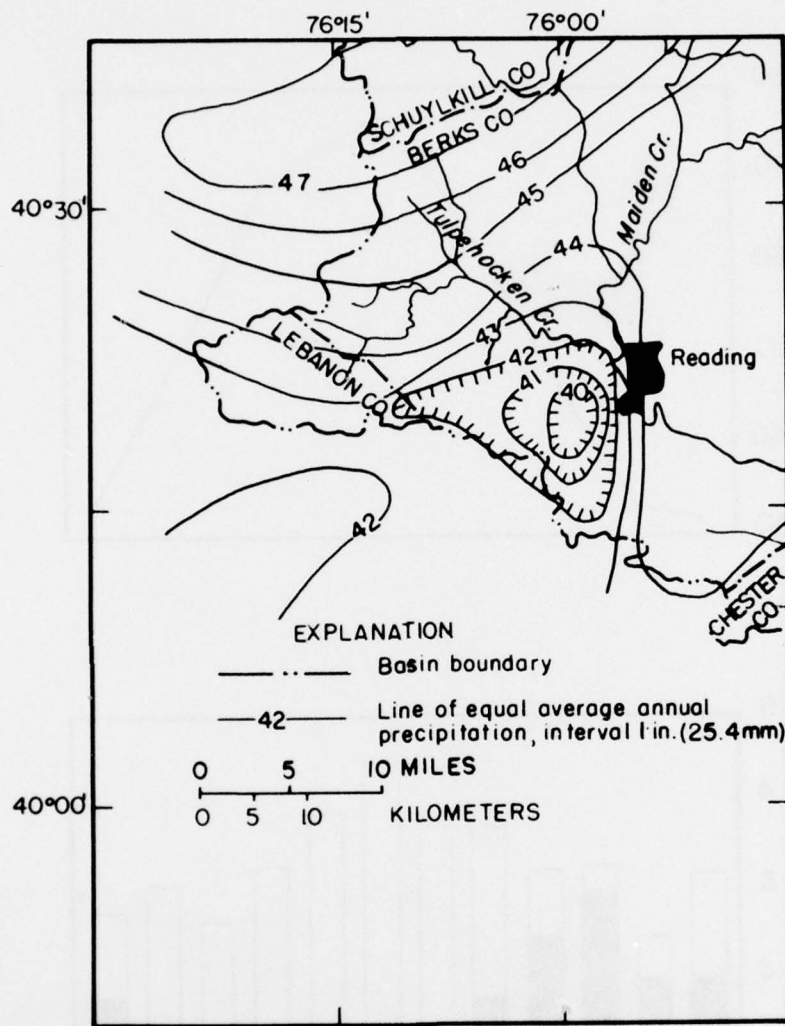 76°15' 76°00'
SCHUYLKILL CO
BERKS CO
47
46
45
44
43
42
41
40
40°30'
Maiden Cr.
Tulpehocken Cr.
LEBANON CO
Reading
42
CHESTER
CO.
EXPLANATION
Basin boundary
42 Line of equal average annual
precipitation, interval 1 in. (25.4mm)
0 5 10 MILES
40°00'
0 5 10 KILOMETERS